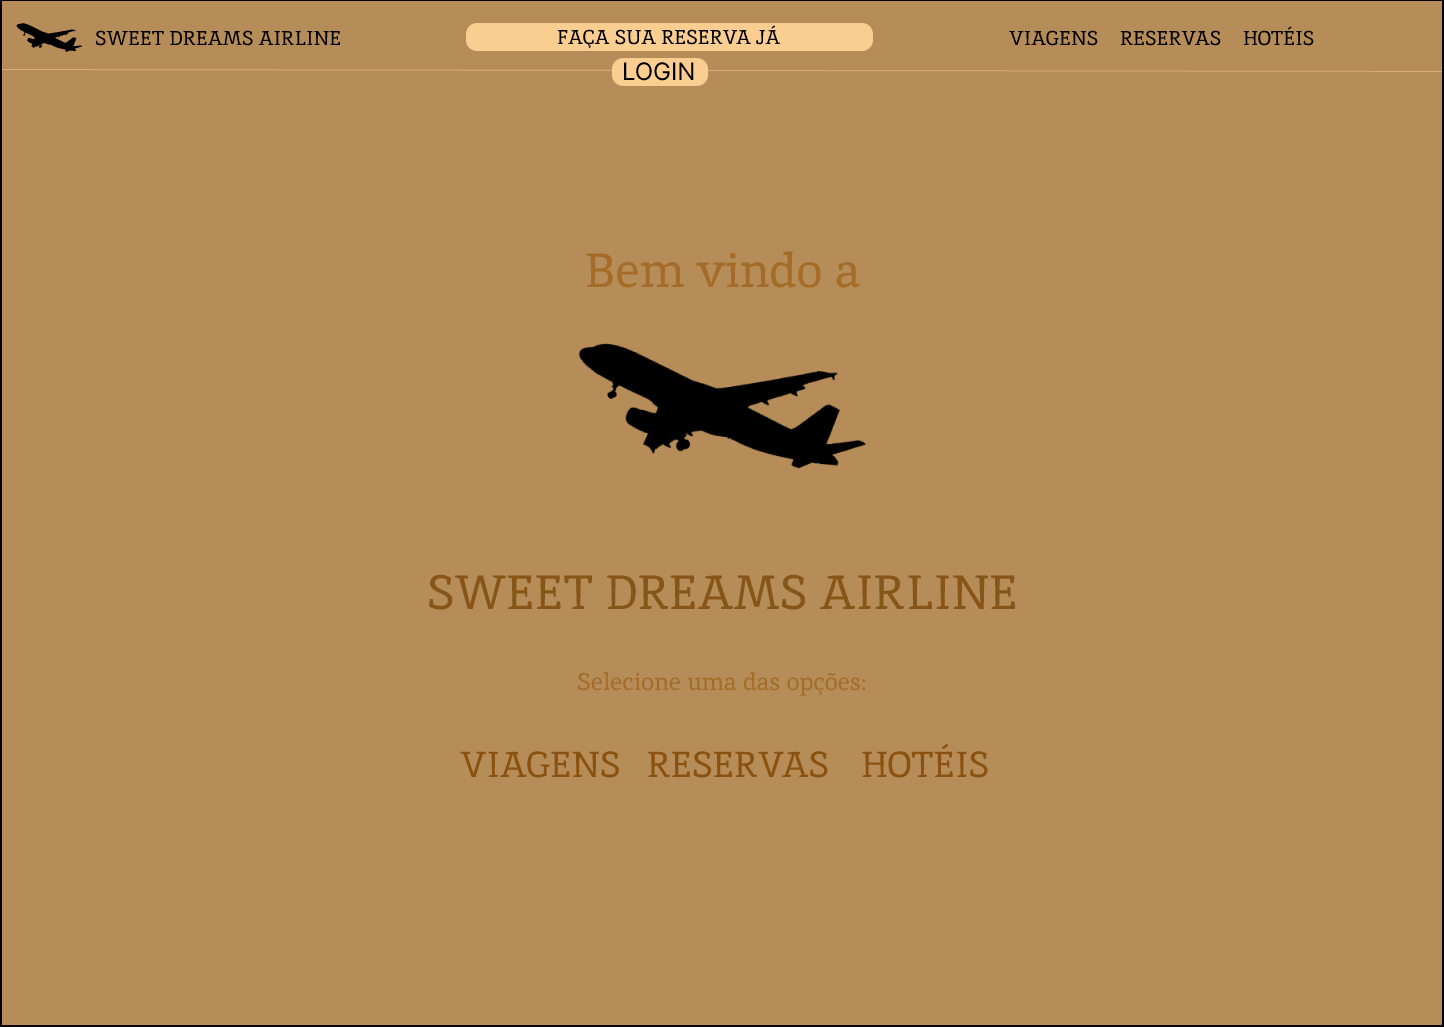 SWEET DREAMS AIRLINE
FAÇA SUA RESERVA JÁ
VIAGENS RESERVAS HOTÉIS
LOGIN
Bem vindo a
SWEET DREAMS AIRLINE
Selecione uma das opções:
VIAGENS RESERVAS HOTÉIS